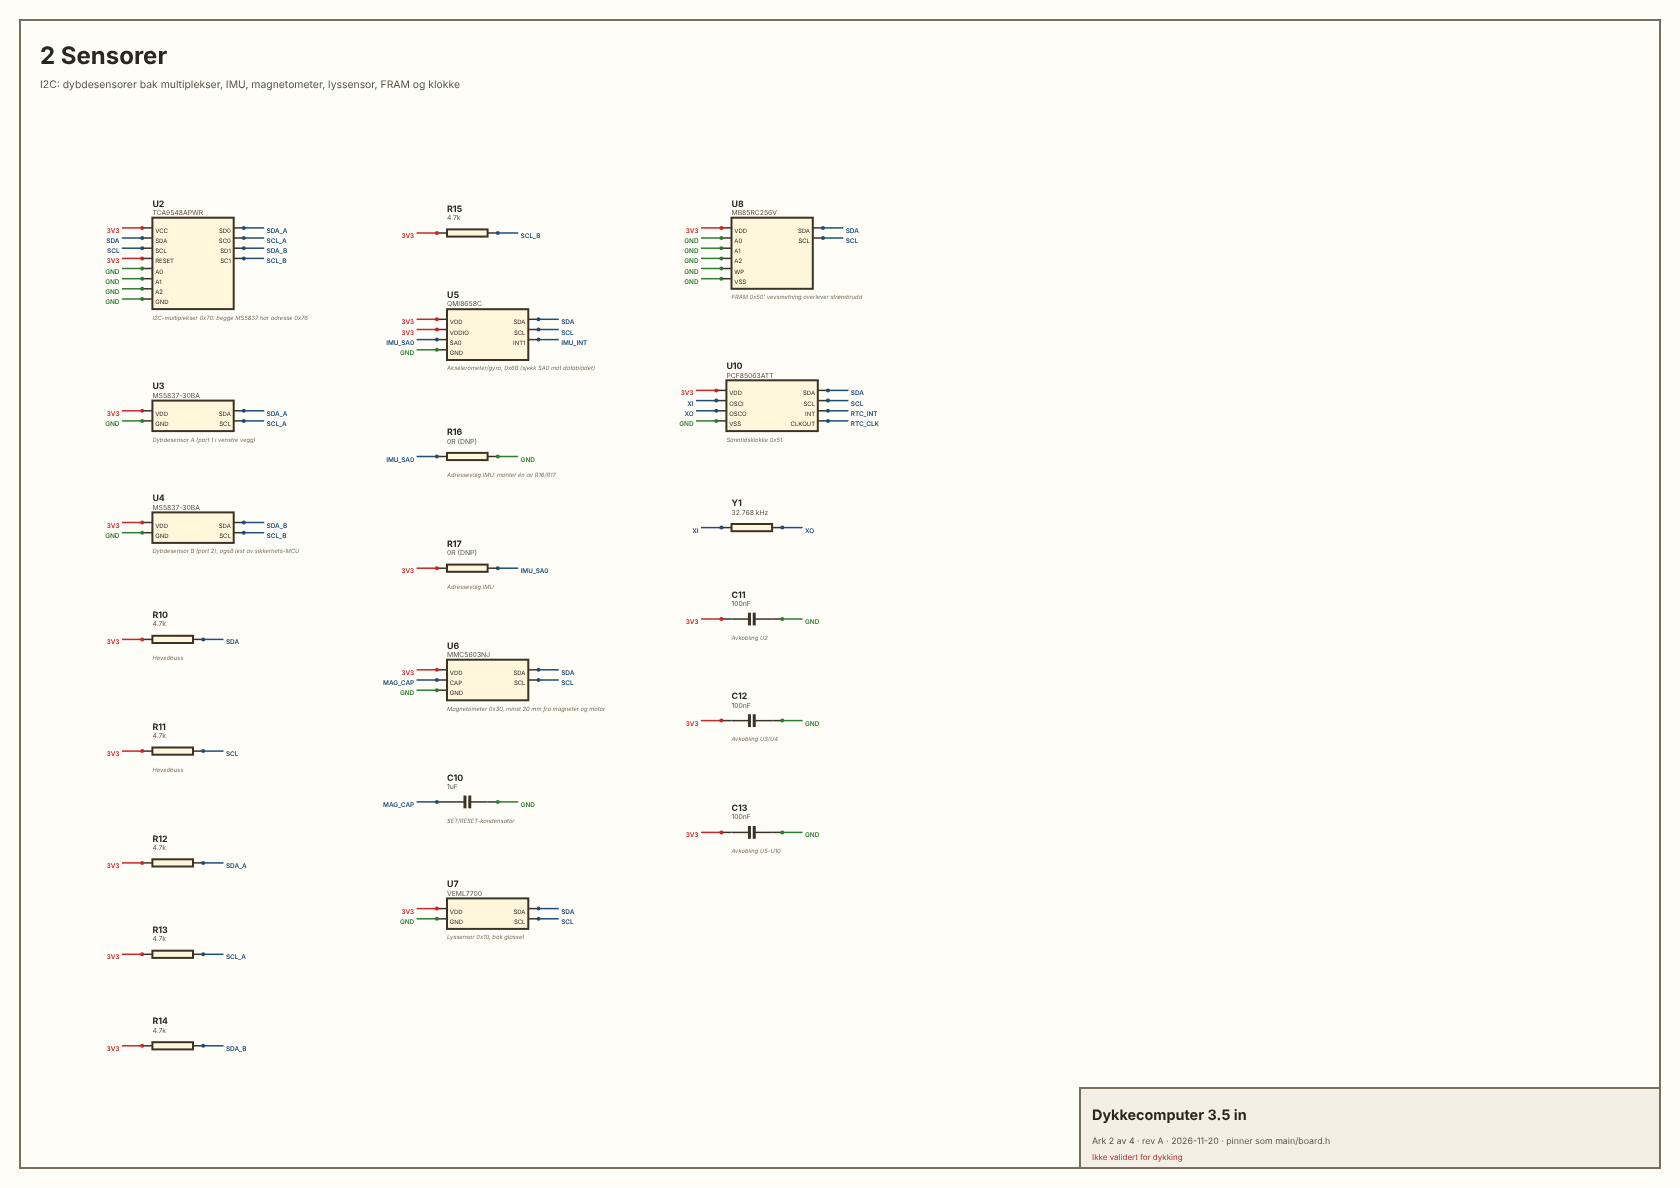 2 Sensorer
I2C: dybdesensorer bak multiplekser, IMU, magnetometer, lyssensor, FRAM og klokke
U2
TCA9548APWR
3V3 VCC SD0 SDA_A
SDA SDA SC0 SCL_A
SCL SCL SD1 SDA_B
3V3 RESET SC1 SCL_B
GND A0
GND A1
GND A2
GND GND
I2C-multiplekser 0x70: begge MS5837 har adresse 0x76
U3
MS5837-30BA
3V3 VDD SDA SDA_A
GND GND SCL SCL_A
Dybdesensor A (port 1 i venstre vegg)
U4
MS5837-30BA
3V3 VDD SDA SDA_B
GND GND SCL SCL_B
Dybdesensor B (port 2), også lest av sikkerhets-MCU
R10
4.7k
3V3 SDA
Hovedbuss
R11
4.7k
3V3 SCL
Hovedbuss
R12
4.7k
3V3 SDA_A
R13
4.7k
3V3 SCL_A
R14
4.7k
3V3 SDA_B
R15
4.7k
3V3 SCL_B
U5
QMI8658C
3V3 VDD SDA SDA
3V3 VDDIO SCL SCL
IMU_SA0 SA0 INT1 IMU_INT
GND GND
Akselerometer/gyro, 0x6B (sjekk SA0 mot databladet)
R16
0R (DNP)
IMU_SA0 GND
Adressevalg IMU: monter én av R16/R17
R17
0R (DNP)
3V3 IMU_SA0
Adressevalg IMU
U6
MMC5603NJ
3V3 VDD SDA SDA
MAG_CAP CAP SCL SCL
GND GND
Magnetometer 0x30, minst 20 mm fra magneter og motor
C10
1uF
MAG_CAP GND
SET/RESET-kondensator
U7
VEML7700
3V3 VDD SDA SDA
GND GND SCL SCL
Lyssensor 0x10, bak glasset
U8
MB85RC256V
3V3 VDD SDA SDA
GND A0 SCL SCL
GND A1
GND A2
GND WP
GND VSS
FRAM 0x50: vevsmetning overlever strømbrudd
U10
PCF85063ATT
3V3 VDD SDA SDA
XI OSCI SCL SCL
XO OSCO INT RTC_INT
GND VSS CLKOUT RTC_CLK
Sanntidsklokke 0x51
Y1
32.768 kHz
XI XO
C11
100nF
3V3 GND
Avkobling U2
C12
100nF
3V3 GND
Avkobling U3/U4
C13
100nF
3V3 GND
Avkobling U5-U10
Dykkecomputer 3.5 in
Ark 2 av 4 · rev A · 2026-11-20 · pinner som main/board.h
Ikke validert for dykking